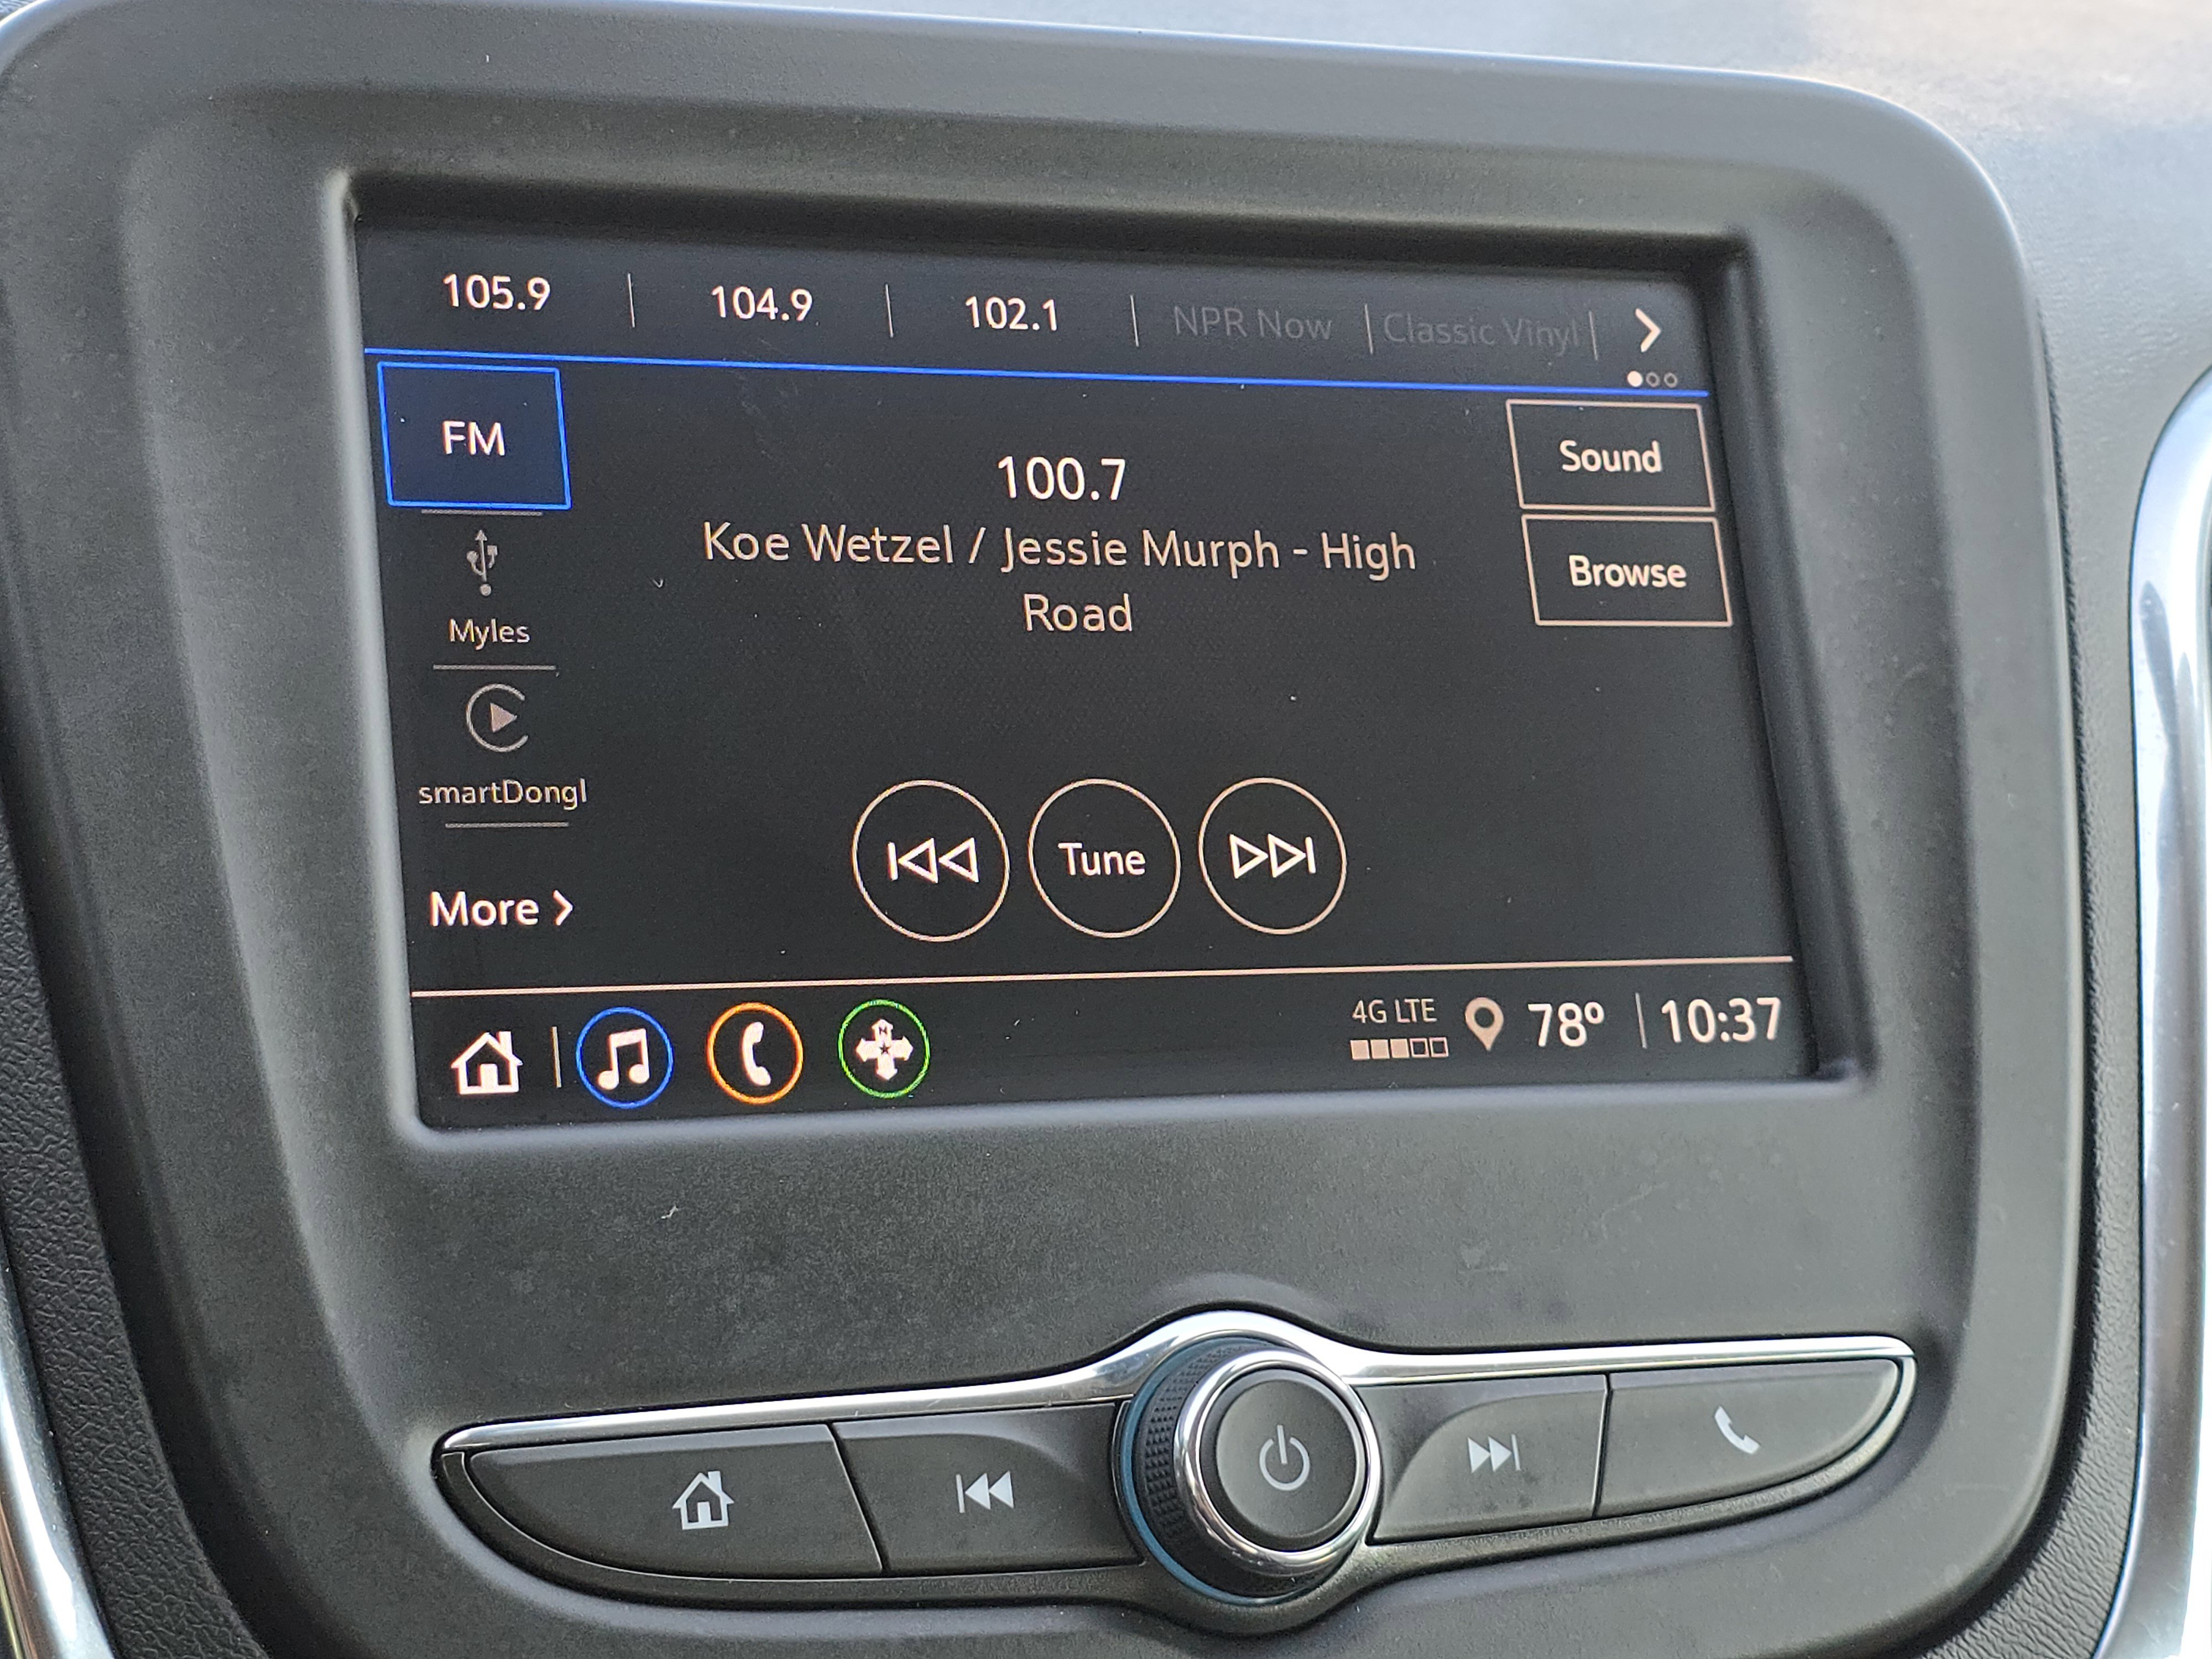 105.9 | 104.9 | 102.1 | NPR Now | Classic Vinyl |
FM
Sound
100.7
Koe Wetzel / Jessie Murph - High
Road
Browse
Myles
smartDongl
Tune
More
4G LTE
78° | 10:37